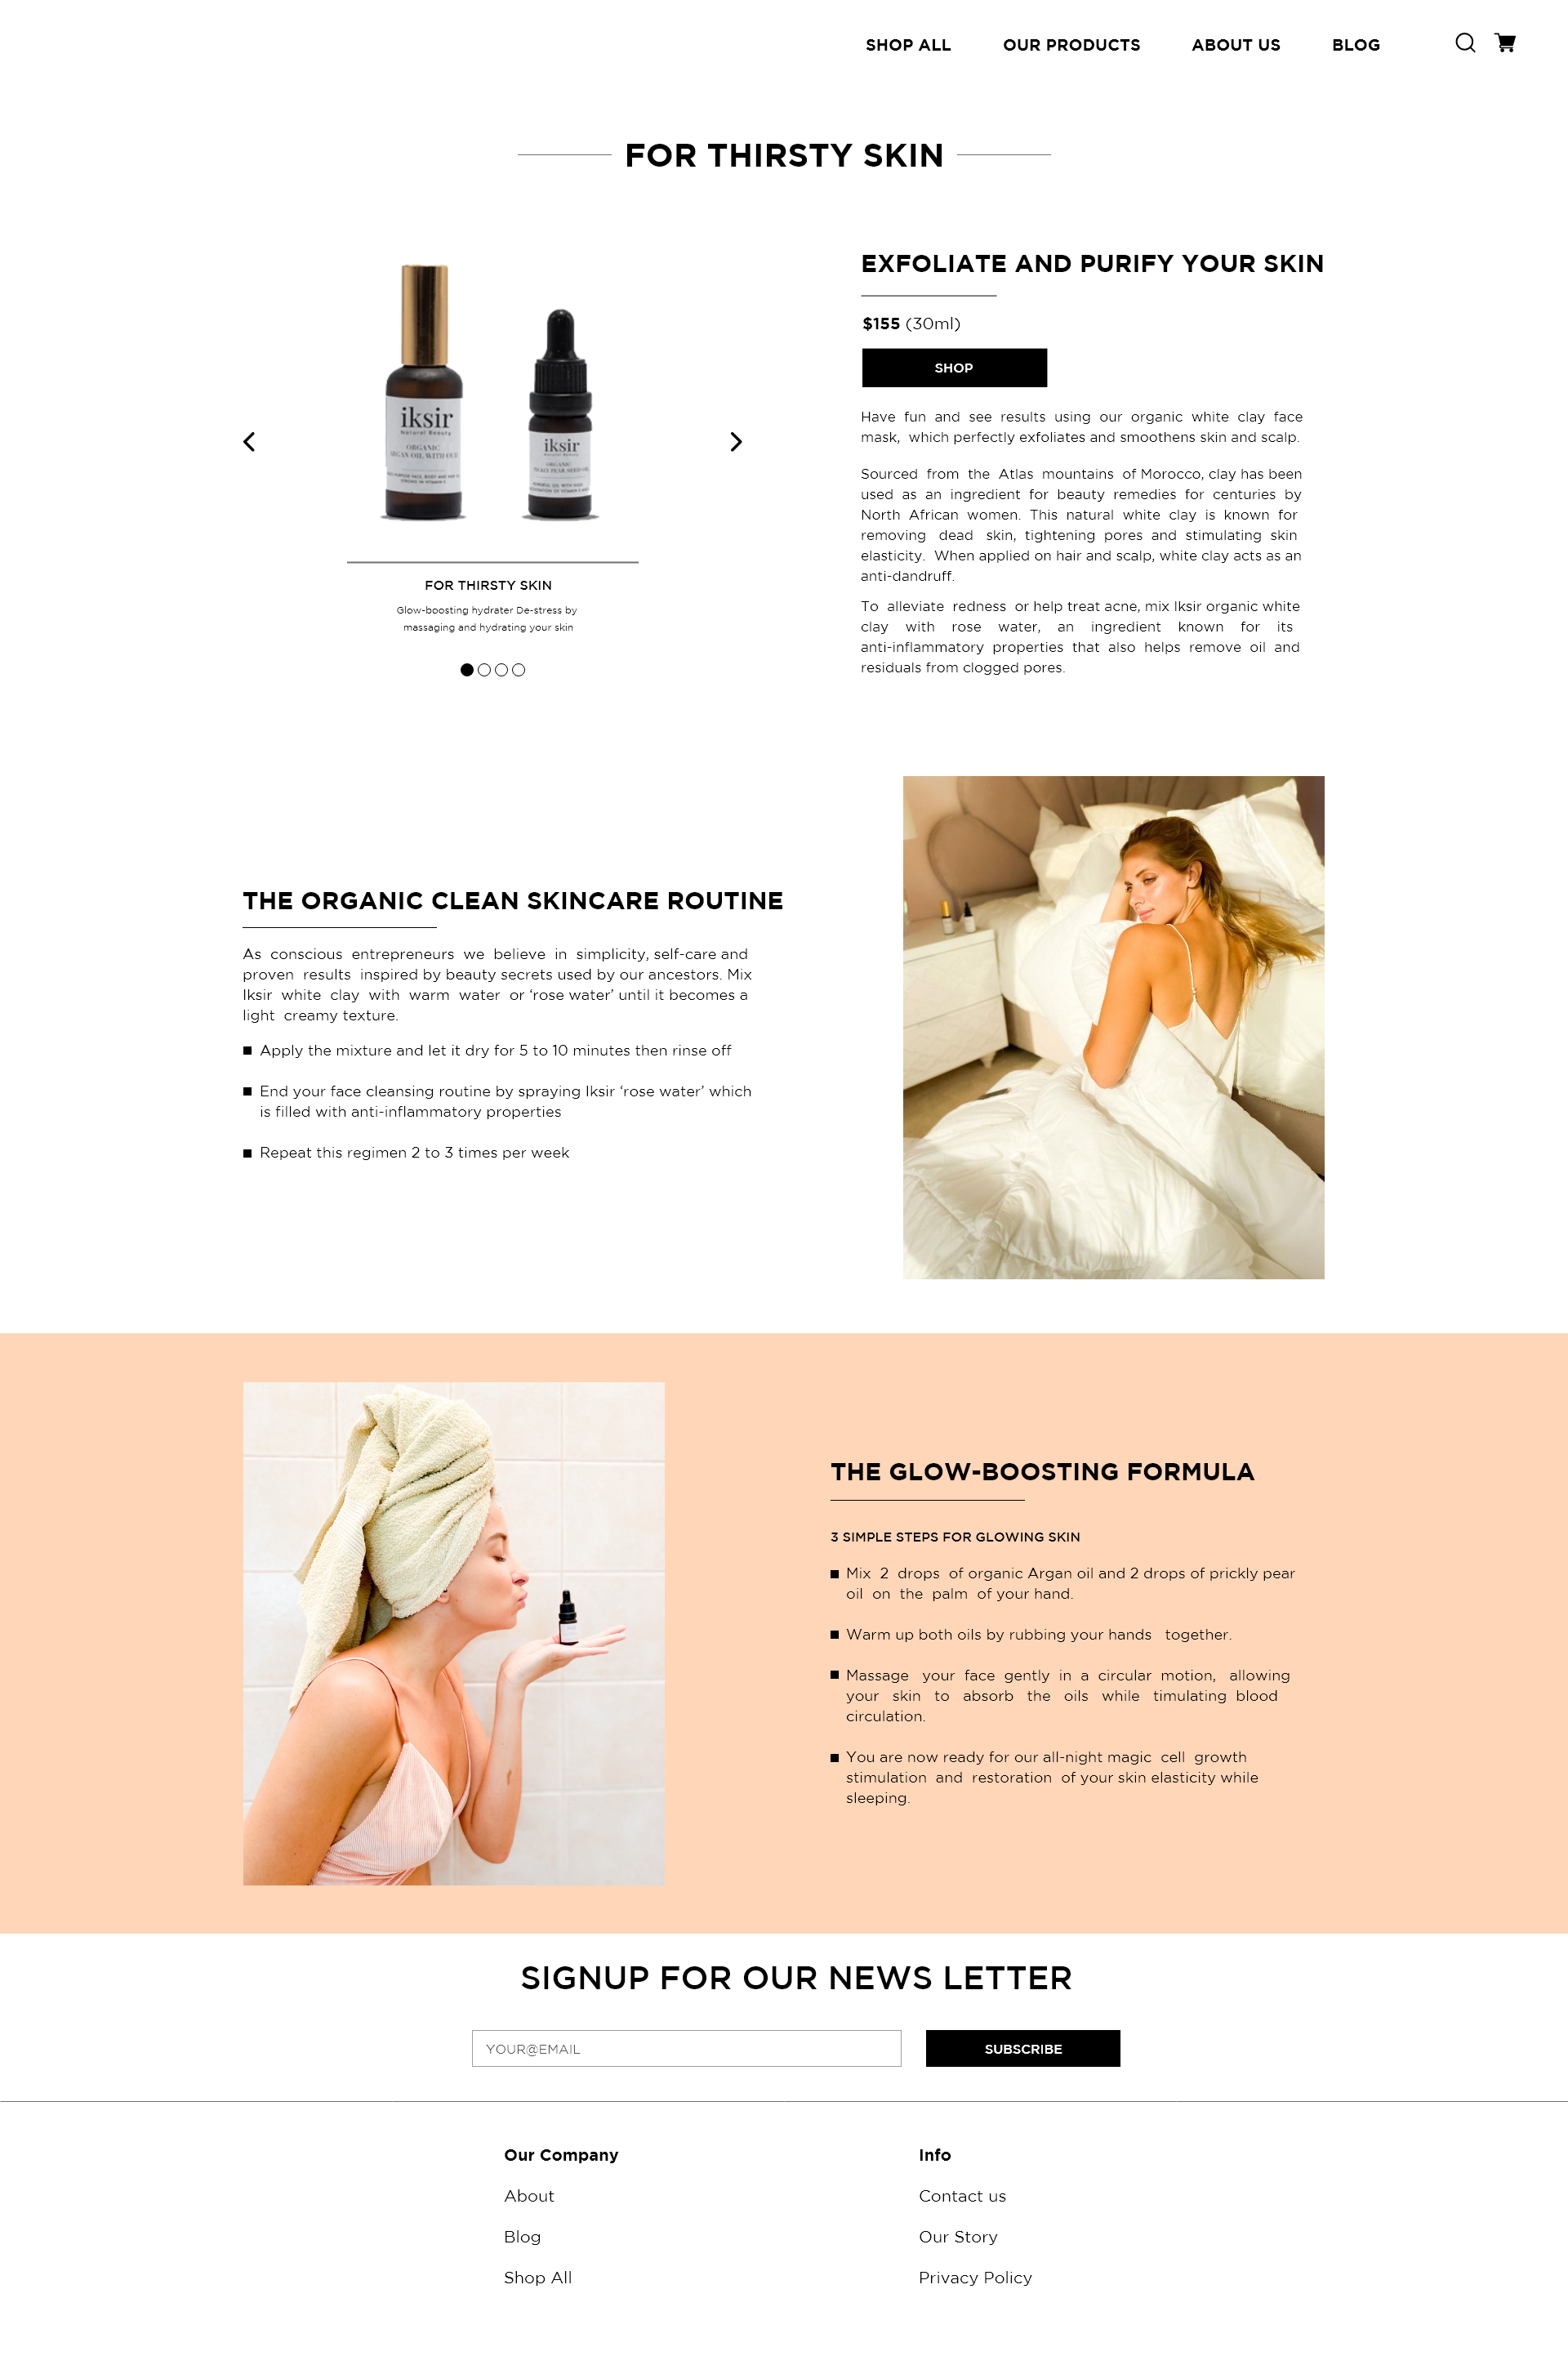 SHOP ALL OUR PRODUCTS ABOUT US BLOG
FOR THIRSTY SKIN
iksir
Natural Beauty
ORGANIC
ARGAN OIL WITH OUD
iksir
Natural Beauty
ORGANIC
PRICKLY PEAR SEED OIL
FOR THIRSTY SKIN
Glow-boosting hydrater De-stress by
massaging and hydrating your skin
EXFOLIATE AND PURIFY YOUR SKIN
$155 (30ml)
SHOP
Have fun and see results using our organic white clay face
mask, which perfectly exfoliates and smoothens skin and scalp.
Sourced from the Atlas mountains of Morocco, clay has been
used as an ingredient for beauty remedies for centuries by
North African women. This natural white clay is known for
removing dead skin, tightening pores and stimulating skin
elasticity. When applied on hair and scalp, white clay acts as an
anti-dandruff.
To alleviate redness or help treat acne, mix Iksir organic white
clay with rose water, an ingredient known for its
anti-inflammatory properties that also helps remove oil and
residuals from clogged pores.
THE ORGANIC CLEAN SKINCARE ROUTINE
As conscious entrepreneurs we believe in simplicity, self-care and
proven results inspired by beauty secrets used by our ancestors. Mix
Iksir white clay with warm water or ‘rose water’ until it becomes a
light creamy texture.
■ Apply the mixture and let it dry for 5 to 10 minutes then rinse off
■ End your face cleansing routine by spraying Iksir ‘rose water’ which
is filled with anti-inflammatory properties
■ Repeat this regimen 2 to 3 times per week
THE GLOW-BOOSTING FORMULA
3 SIMPLE STEPS FOR GLOWING SKIN
■ Mix 2 drops of organic Argan oil and 2 drops of prickly pear
oil on the palm of your hand.
■ Warm up both oils by rubbing your hands together.
■ Massage your face gently in a circular motion, allowing
your skin to absorb the oils while timulating blood
circulation.
■ You are now ready for our all-night magic cell growth
stimulation and restoration of your skin elasticity while
sleeping.
SIGNUP FOR OUR NEWS LETTER
YOUR@EMAIL
SUBSCRIBE
Our Company
About
Blog
Shop All
Info
Contact us
Our Story
Privacy Policy